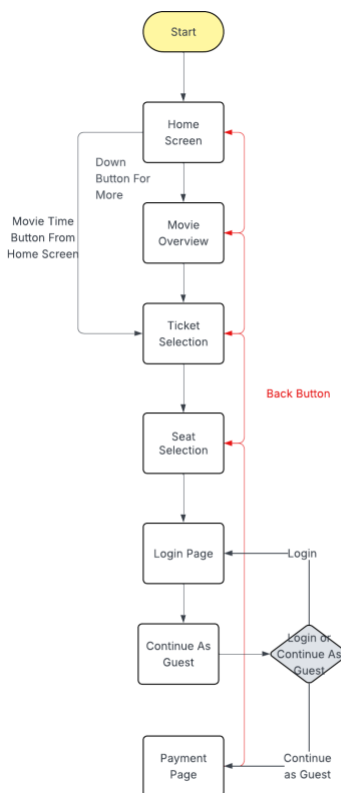 Start
Home
Screen
Down
Button For
More
Movie Time
Button From
Home Screen
Movie
Overview
Ticket
Selection
Back Button
Seat
Selection
Login Page
Login
Continue As
Guest
Login or
Continue As
Guest
Payment
Page
Continue
as Guest